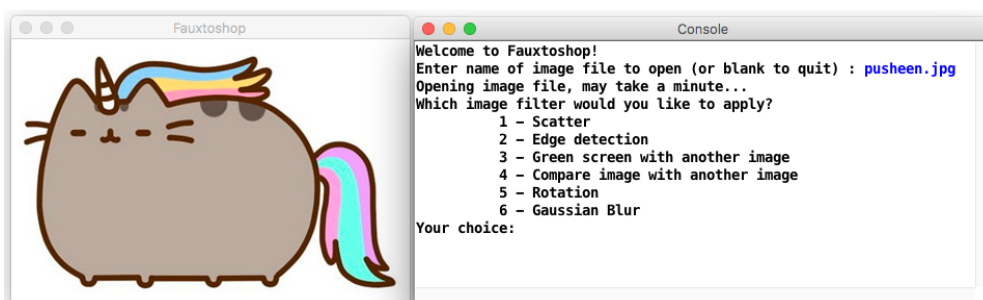 Fauxtoshop
Console
Welcome to Fauxtoshop!
Enter name of image file to open (or blank to quit) : pusheen.jpg
Opening image file, may take a minute...
Which image filter would you like to apply?
1 – Scatter
2 – Edge detection
3 – Green screen with another image
4 – Compare image with another image
5 – Rotation
6 – Gaussian Blur
Your choice: